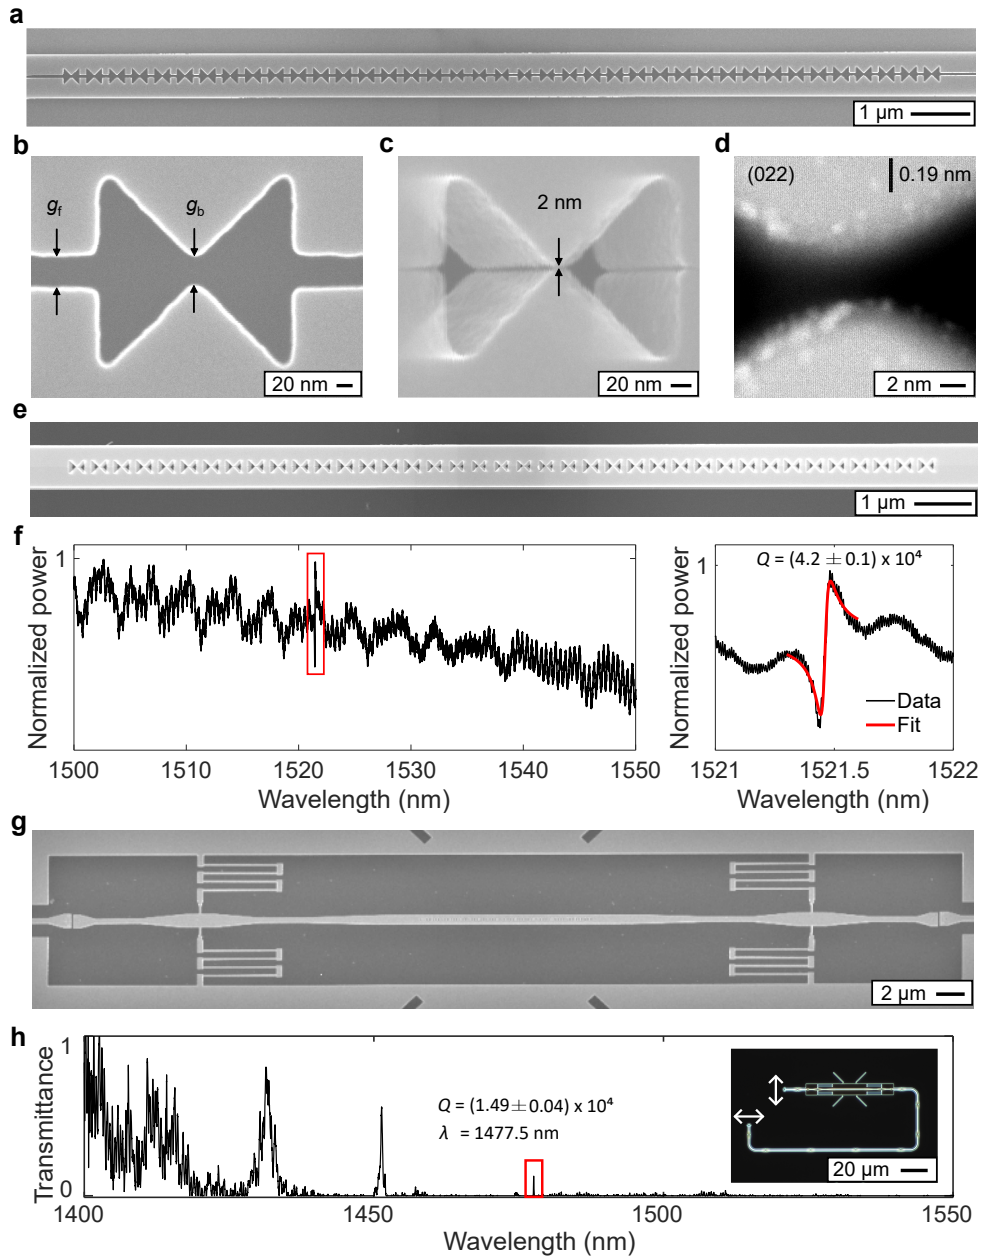 a
1 µm
b
g_f
g_b
20 nm
c
2 nm
20 nm
d
(022)
0.19 nm
2 nm
e
1 µm
f
Normalized power
1
1500
1510
1520
1530
1540
1550
Wavelength (nm)
Normalized power
1
Q = (4.2 ± 0.1) x 10⁴
Data
Fit
1521
1521.5
1522
Wavelength (nm)
g
2 µm
h
Transmittance
1
0
Q = (1.49 ± 0.04) x 10⁴
λ = 1477.5 nm
20 µm
1400
1450
1500
1550
Wavelength (nm)